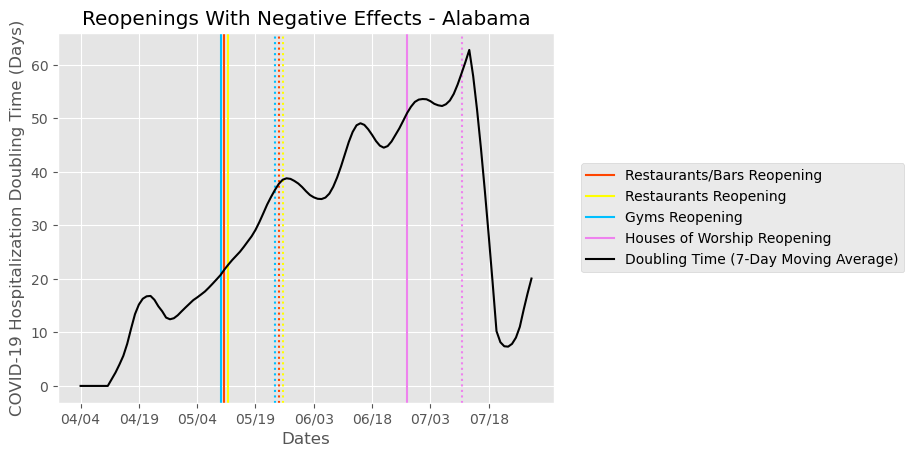 Reopenings With Negative Effects - Alabama
COVID-19 Hospitalization Doubling Time (Days)
60
50
40
30
20
10
0
04/04 04/19 05/04 05/19 06/03 06/18 07/03 07/18
Dates
Restaurants/Bars Reopening
Restaurants Reopening
Gyms Reopening
Houses of Worship Reopening
Doubling Time (7-Day Moving Average)